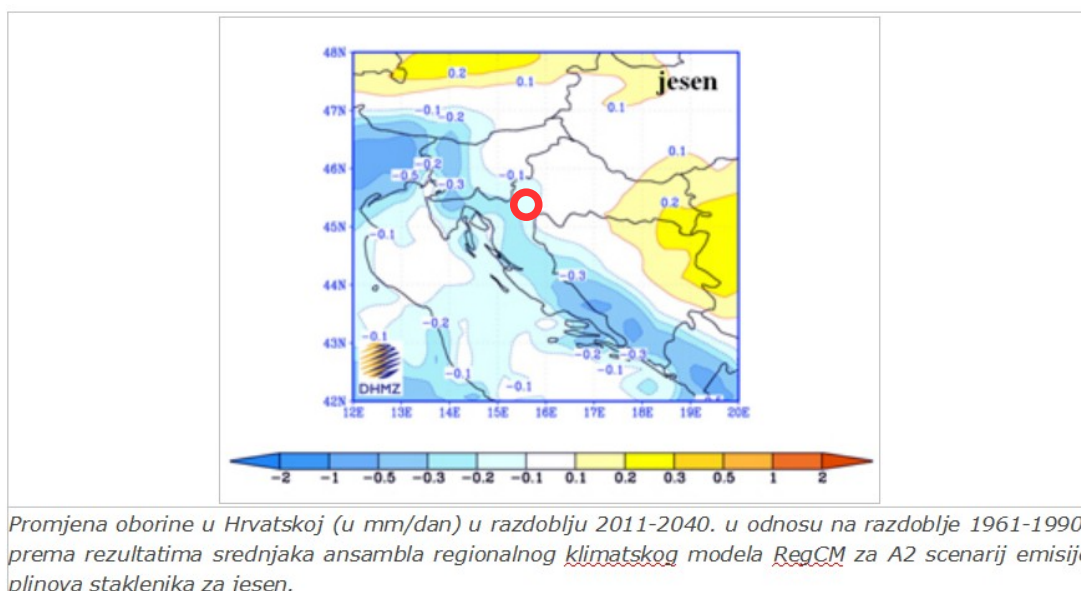 48N
0.2
0.1
jesen
47N
-0.1
-0.2
0.1
46N
-0.2
-0.5
-0.3
-0.1
0.1
0.2
45N
-0.1
-0.3
44N
-0.2
43N
-0.1
-0.2
-0.3
-0.1
-0.1
-0.1
DHMZ
42N
12E 13E 14E 15E 16E 17E 18E 19E 20E
-2 -1 -0.5 -0.3 -0.2 -0.1 0.1 0.2 0.3 0.5 1 2
Promjena oborine u Hrvatskoj (u mm/dan) u razdoblju 2011-2040. u odnosu na razdoblje 1961-1990
prema rezultatima srednjaka ansambla regionalnog klimatskog modela RegCM za A2 scenarij emisije
plinova staklenika za jesen.